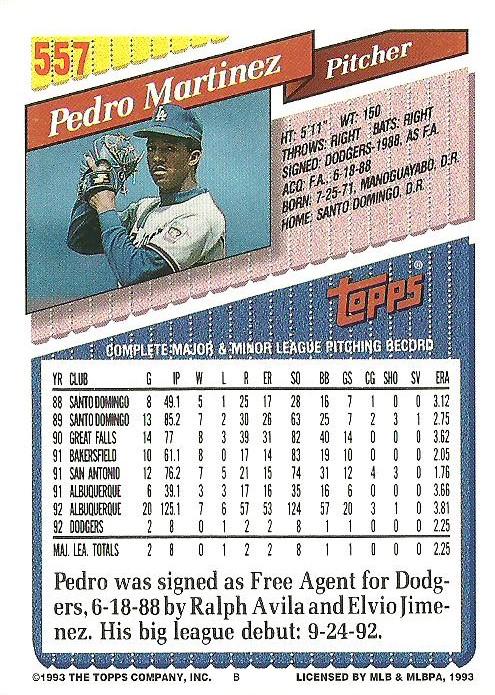 557
Pedro Martinez
Pitcher
LA
HT: 5'11" WT: 150
THROWS: RIGHT BATS: RIGHT
SIGNED: DODGERS-1988, AS F.A.
ACQ: F.A., 6-18-88
BORN: 7-25-71, MANOGUAYABO, D.R.
HOME: SANTO DOMINGO, D.R.
topps®
COMPLETE MAJOR & MINOR LEAGUE PITCHING RECORD
YR CLUB G IP W L R ER SO BB GS CG SHO SV ERA
88 SANTO DOMINGO 8 49.1 5 1 25 17 28 16 7 1 0 0 3.12
89 SANTO DOMINGO 13 85.2 7 2 30 26 63 25 7 2 3 1 2.75
90 GREAT FALLS 14 77 8 3 39 31 82 40 14 0 0 0 3.62
91 BAKERSFIELD 10 61.1 8 0 17 14 83 19 10 0 0 0 2.05
91 SAN ANTONIO 12 76.2 7 5 21 15 74 31 12 4 3 0 1.76
91 ALBUQUERQUE 6 39.1 3 3 17 16 35 16 6 0 0 0 3.66
92 ALBUQUERQUE 20 125.1 7 6 57 53 124 57 20 3 1 0 3.81
92 DODGERS 2 8 0 1 2 2 8 1 1 0 0 0 2.25
MAJ. LEA. TOTALS 2 8 0 1 2 2 8 1 1 0 0 0 2.25
Pedro was signed as Free Agent for Dodg-
ers, 6-18-88 by Ralph Avila and Elvio Jime-
nez. His big league debut: 9-24-92.
©1993 THE TOPPS COMPANY, INC. B LICENSED BY MLB & MLBPA, 1993